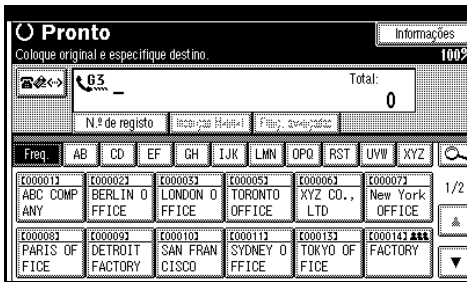 Pronto
Informações
Coloque original e especifique destino.
100%
G3
Total:
0
N.º de registo
Freq. AB CD EF GH IJK LMN OPQ RST UVW XYZ
[00001] [00002] [00003] [00005] [00006] [00007]
ABC COMP BERLIN O LONDON O TORONTO XYZ CO., New York
ANY FFICE FFICE OFFICE LTD OFFICE
1/2
[00008] [00009] [00010] [00011] [00013] [00014]
PARIS OF DETROIT SAN FRAN SYDNEY O TOKYO OF FACTORY
FICE FACTORY CISCO FFICE FICE